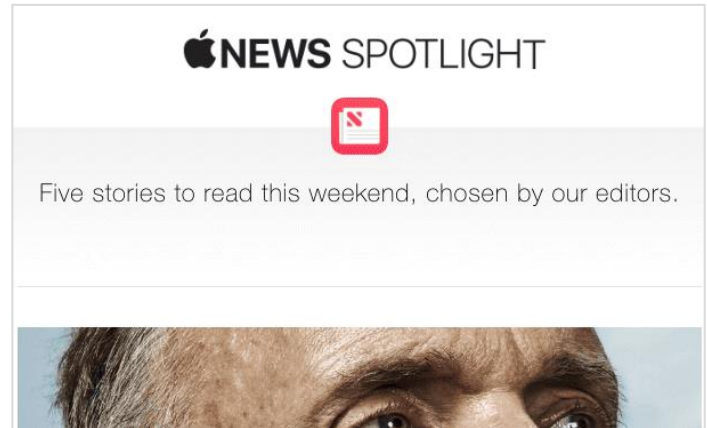 NEWS SPOTLIGHT
Five stories to read this weekend, chosen by our editors.